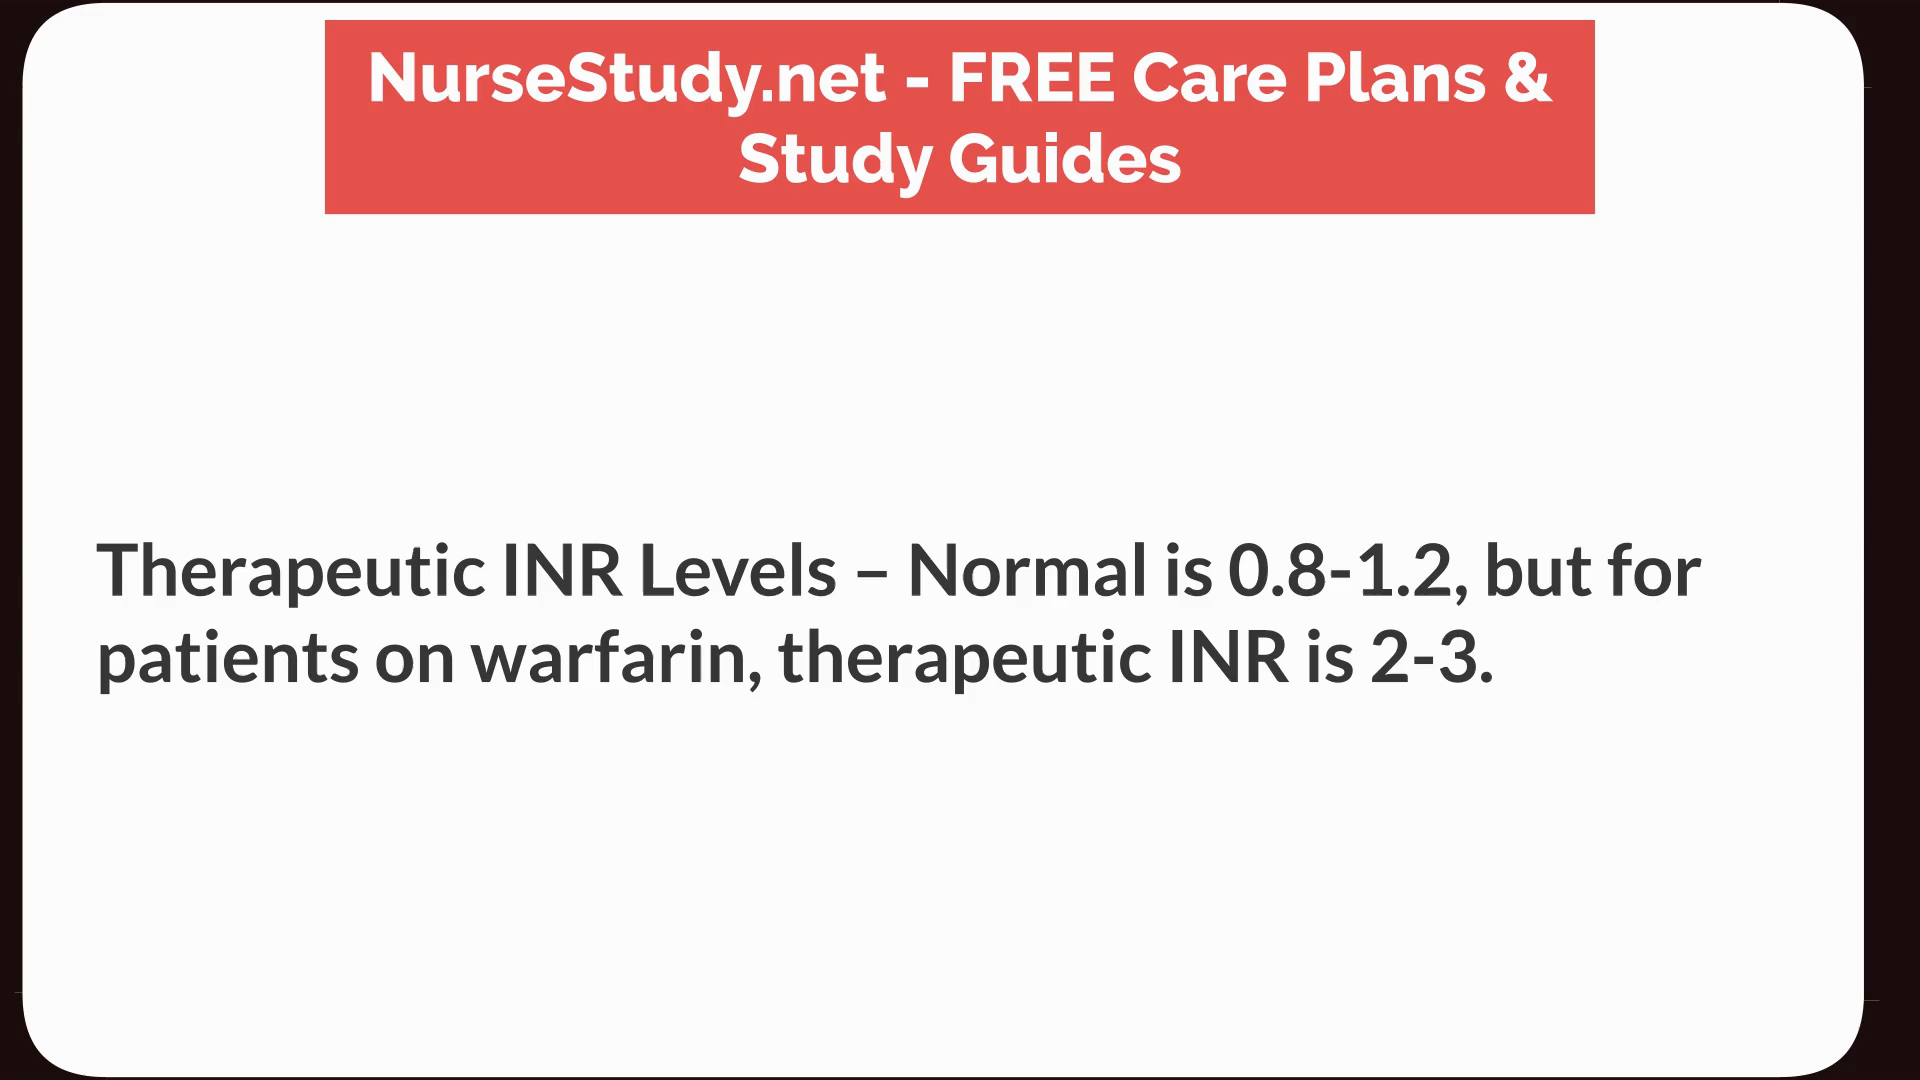 NurseStudy.net - FREE Care Plans &
Study Guides
Therapeutic INR Levels – Normal is 0.8-1.2, but for
patients on warfarin, therapeutic INR is 2-3.